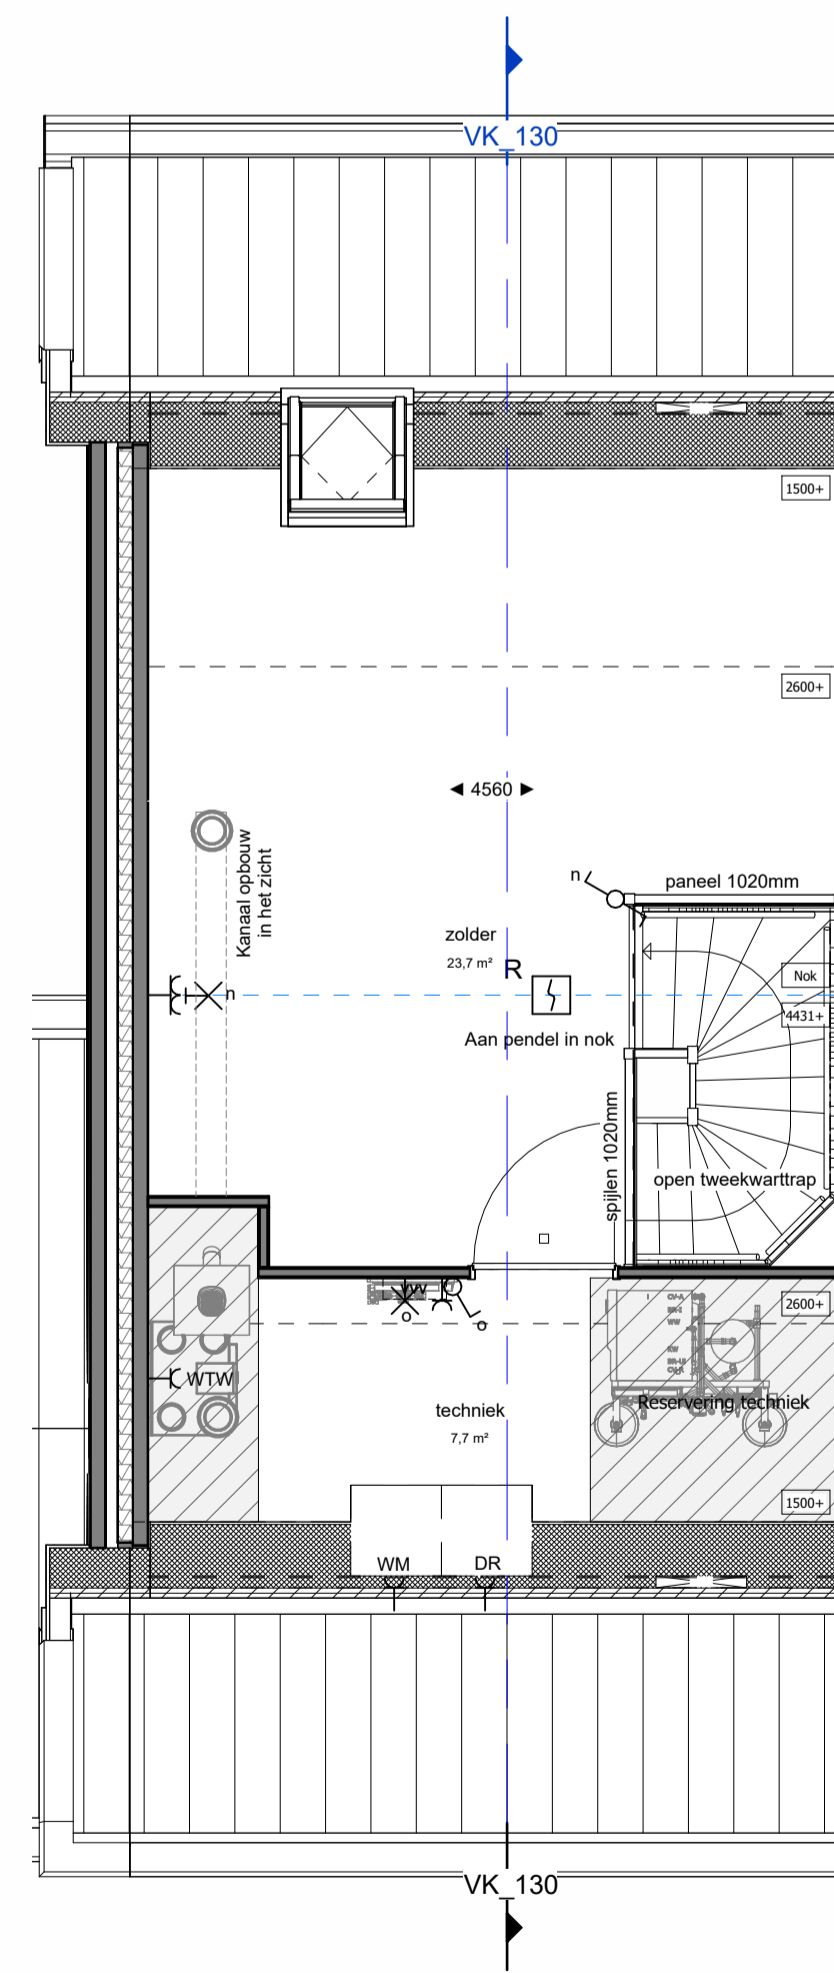 VK_130
1500+
2600+
4560
Kanaal opbouw
in het zicht
n
paneel 1020mm
zolder
23,7 m²
R
Nok
n
4431+
Aan pendel in nok
spijlen 1020mm
open tweekwarttrap
2600+
o
o
WTW
Reservering techniek
techniek
7,7 m²
1500+
WM
DR
VK_130